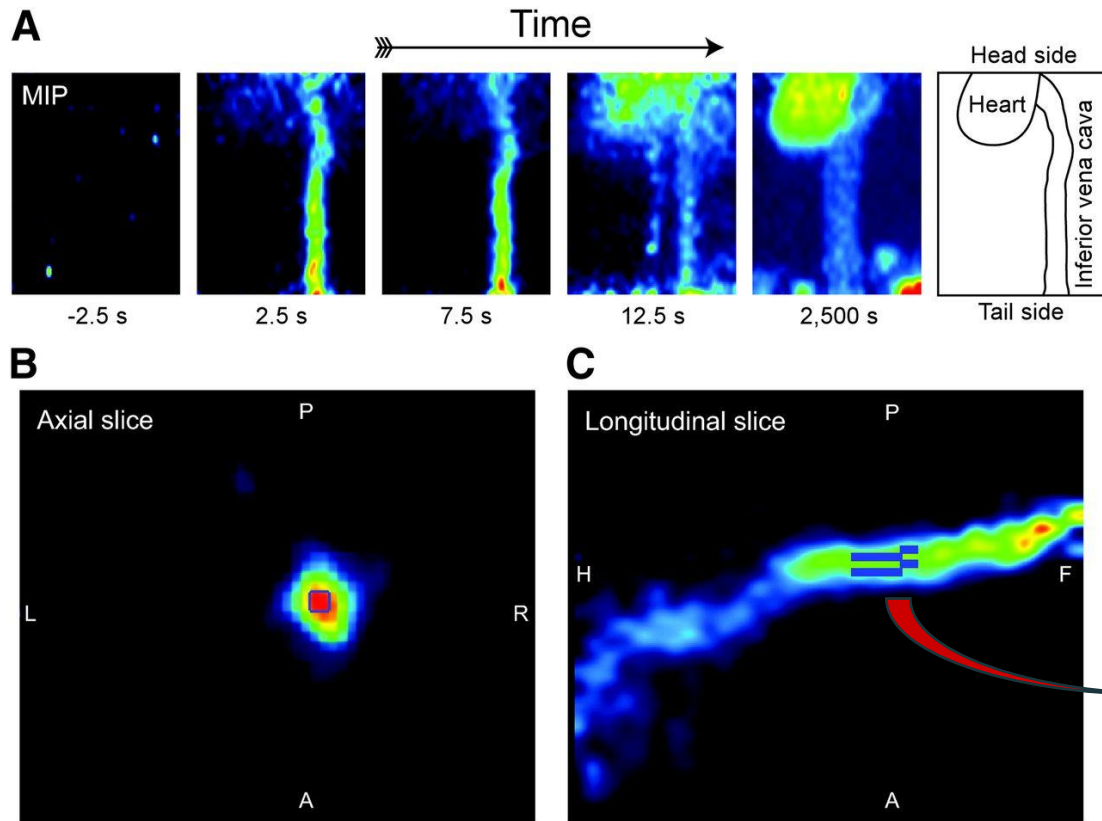 A
Time
MIP
-2.5 s
2.5 s
7.5 s
12.5 s
2,500 s
Head side
Heart
Inferior vena cava
Tail side
B
Axial slice
P
L
R
A
C
Longitudinal slice
P
H
F
A